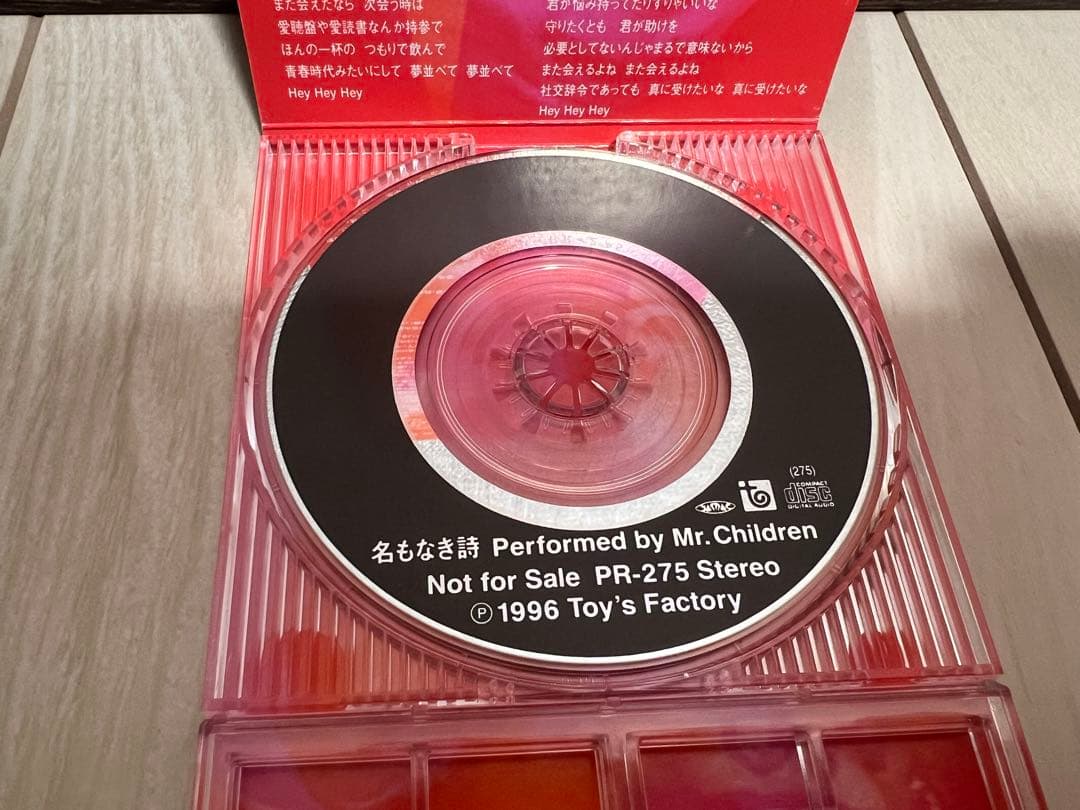 また会えたなら 次会う時は
愛聴盤や愛読書なんか持参で
ほんの一杯の つもりで飲んで
青春時代みたいにして 夢並べて 夢並べて
Hey Hey Hey
君が悩み持ってたりすりゃいいな
守りたくとも 君が助けを
必要としてないんじゃまるで意味ないから
また会えるよね また会えるよね
社交辞令であっても 真に受けたいな 真に受けたいな
Hey Hey Hey
(275)
JASRAC
COMPACT
disc
DIGITAL AUDIO
名もなき詩 Performed by Mr. Children
Not for Sale PR-275 Stereo
Ⓟ 1996 Toy's Factory